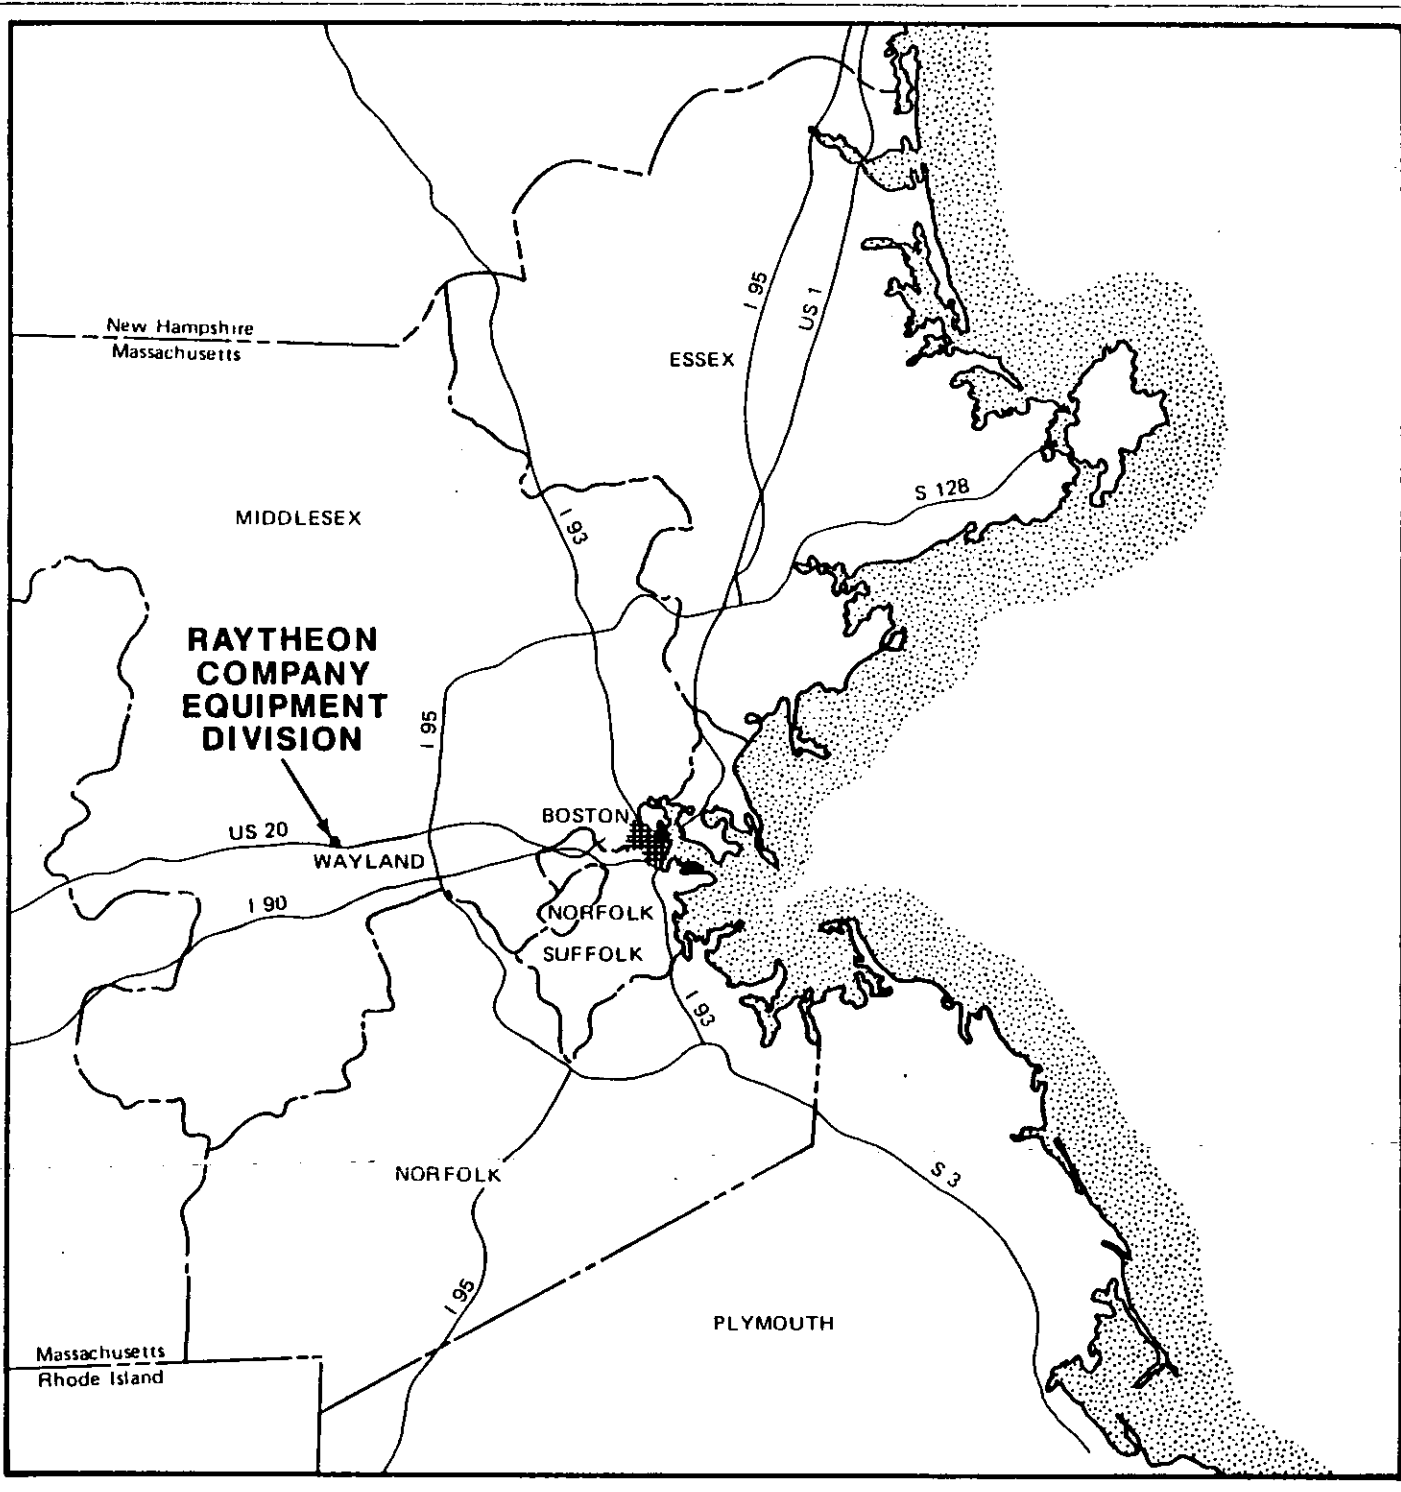 New Hampshire
Massachusetts
I 95
US 1
ESSEX
S 128
MIDDLESEX
I 93
RAYTHEON
COMPANY
EQUIPMENT
DIVISION
I 95
BOSTON
US 20
WAYLAND
I 90
NORFOLK
SUFFOLK
I 93
NORFOLK
S 3
I 95
PLYMOUTH
Massachusetts
Rhode Island